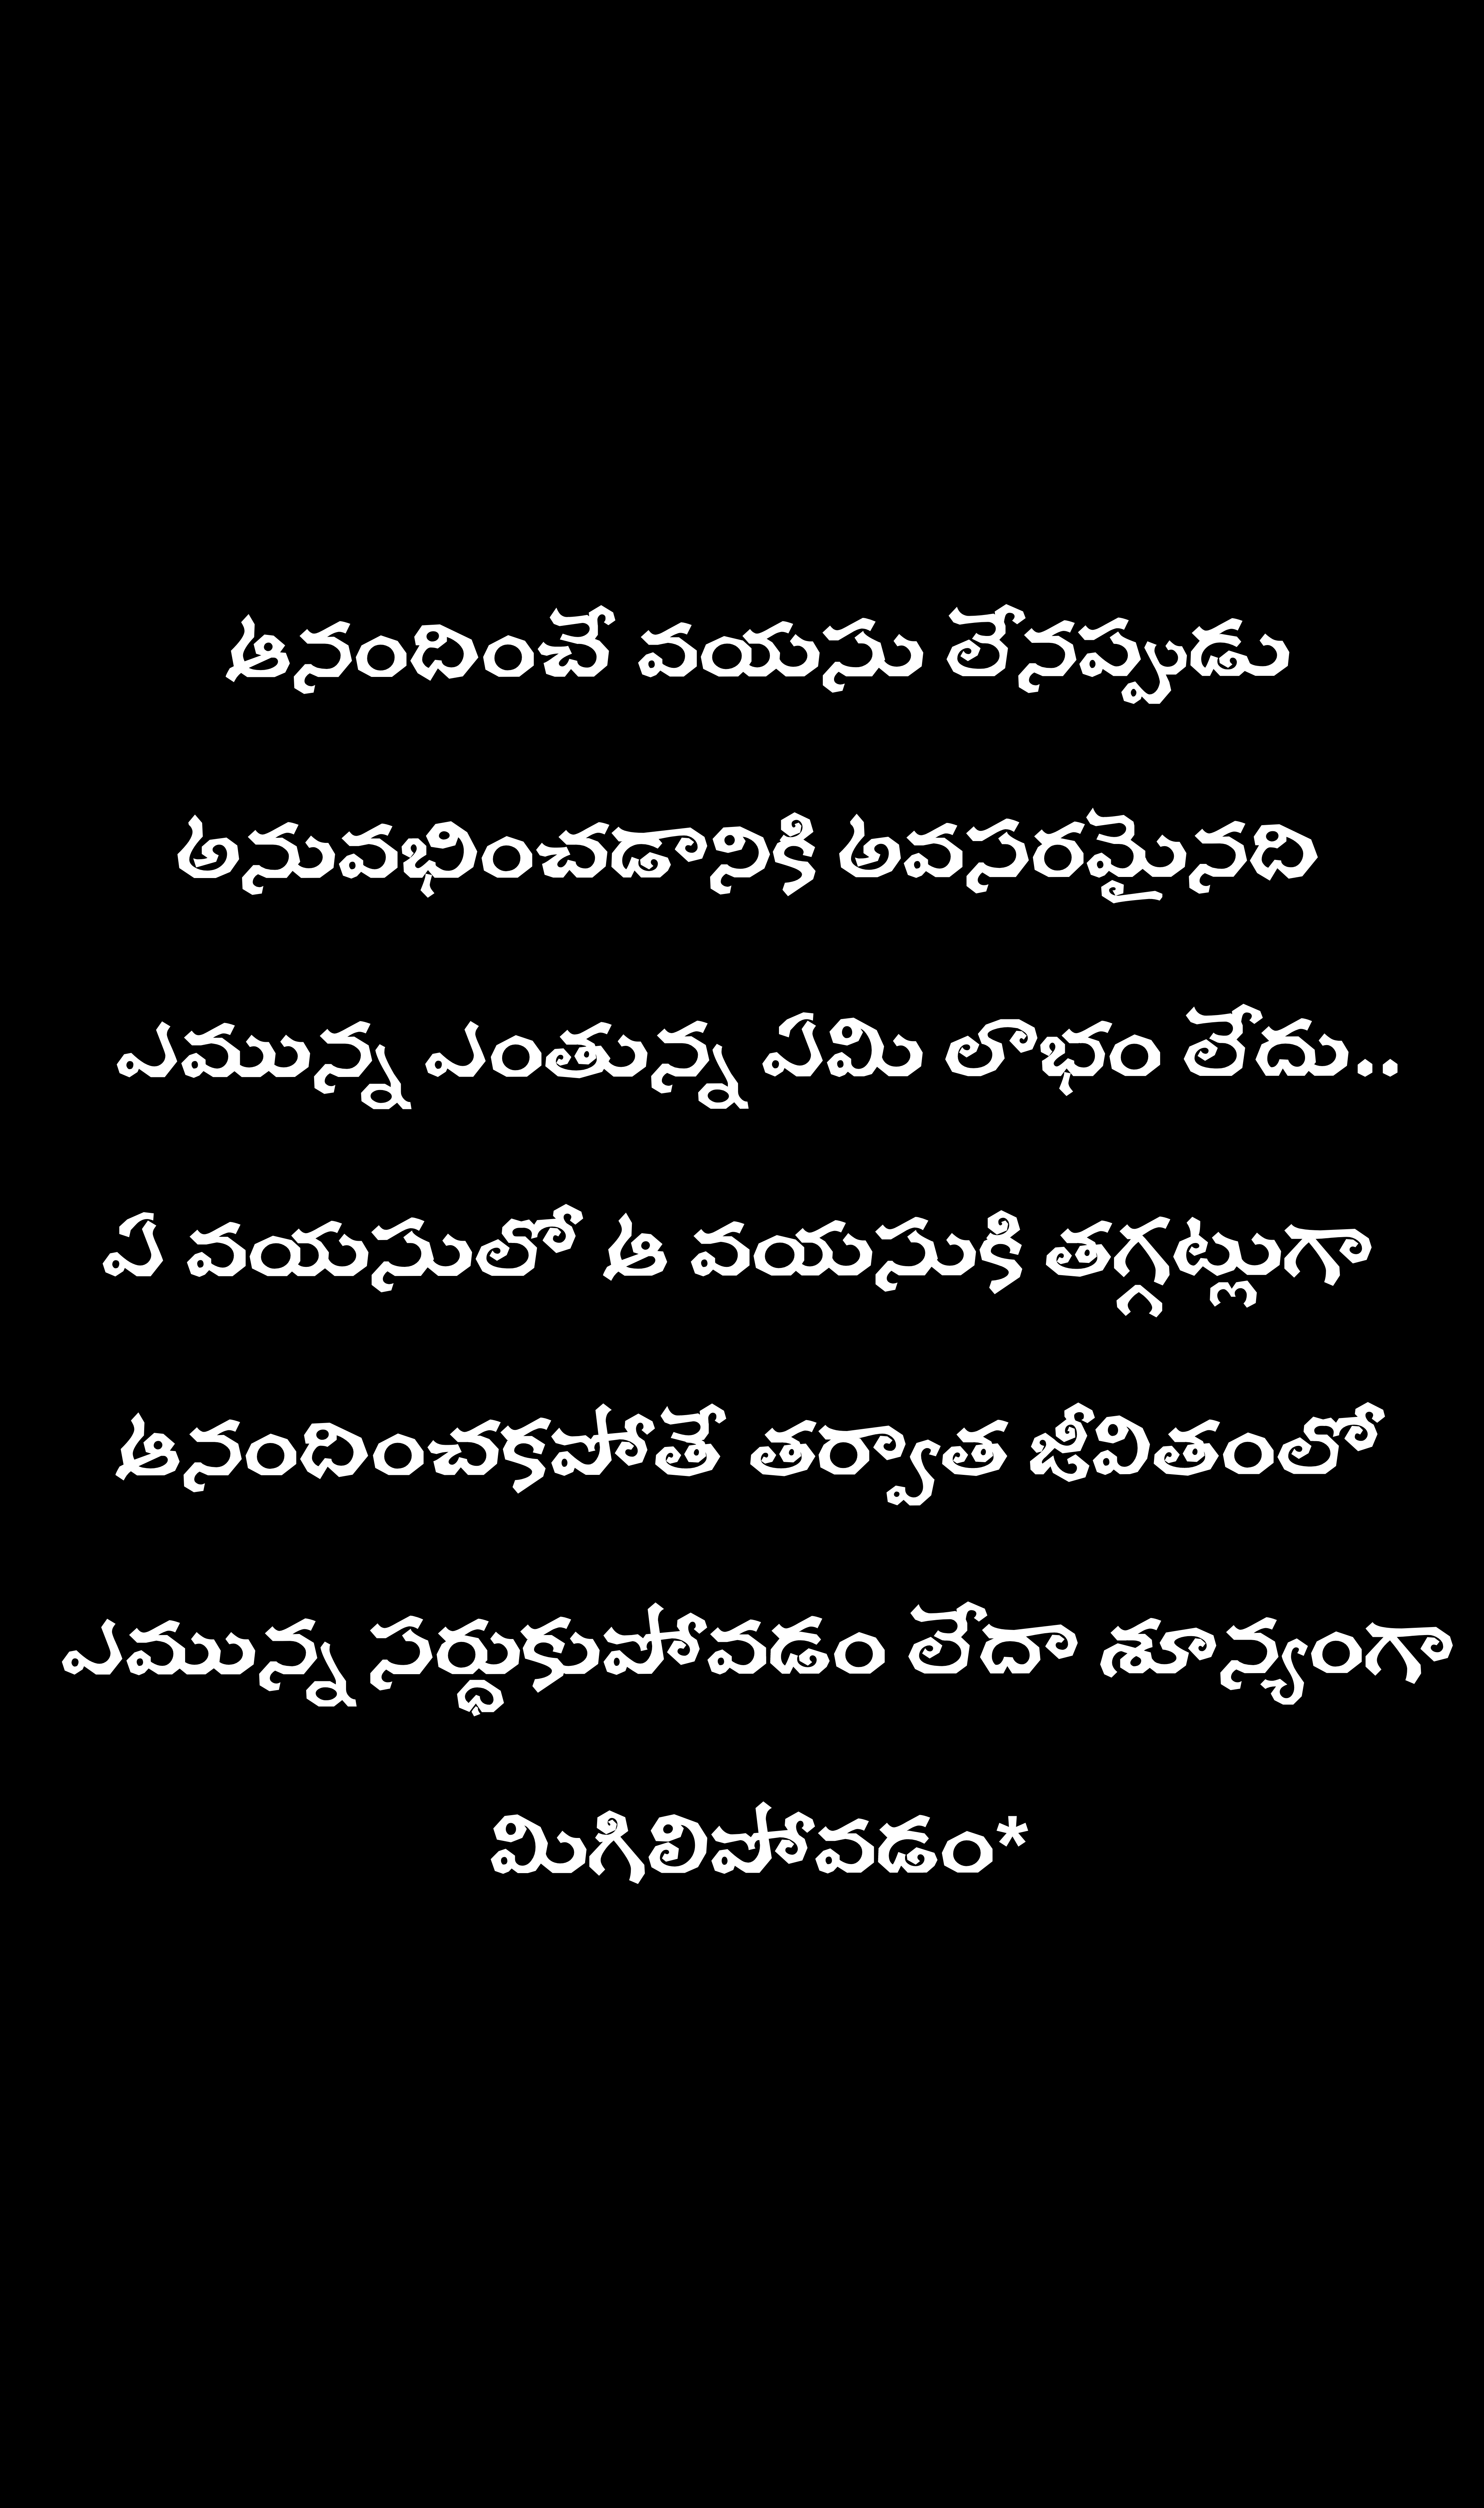 ఆనందించే వయసు లేనప్పుడు
అనుభవించడానికి అవసరమైనది
ఎమున్న ఎంతున్న ఏమి లాభం లేదు..
ఏ వయసులో ఆ వయసుకి తగ్గట్టుగా
ఆనందించకపోతే తర్వాత జీవితంలో
ఎమున్న సర్దుకుపోవడం లేదా శూన్యంగా
మిగిలిపోవడం*